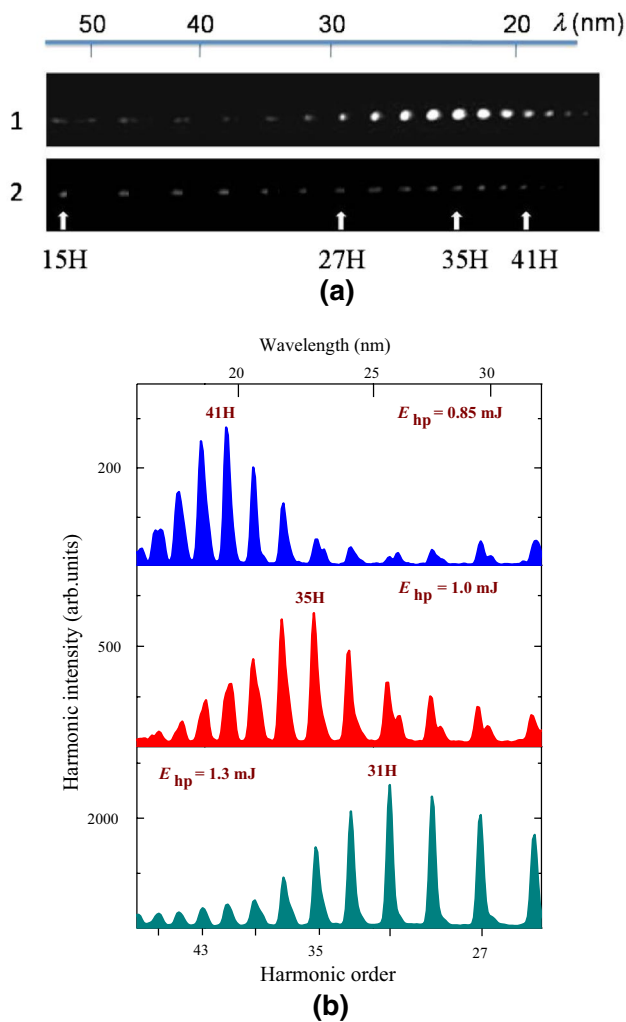 50 40 30 20 λ (nm)
1
2
15H 27H 35H 41H
(a)
Wavelength (nm)
20 25 30
41H
E hp = 0.85 mJ
200
E hp = 1.0 mJ
35H
500
E hp = 1.3 mJ
31H
2000
Harmonic intensity (arb.units)
43 35 27
Harmonic order
(b)